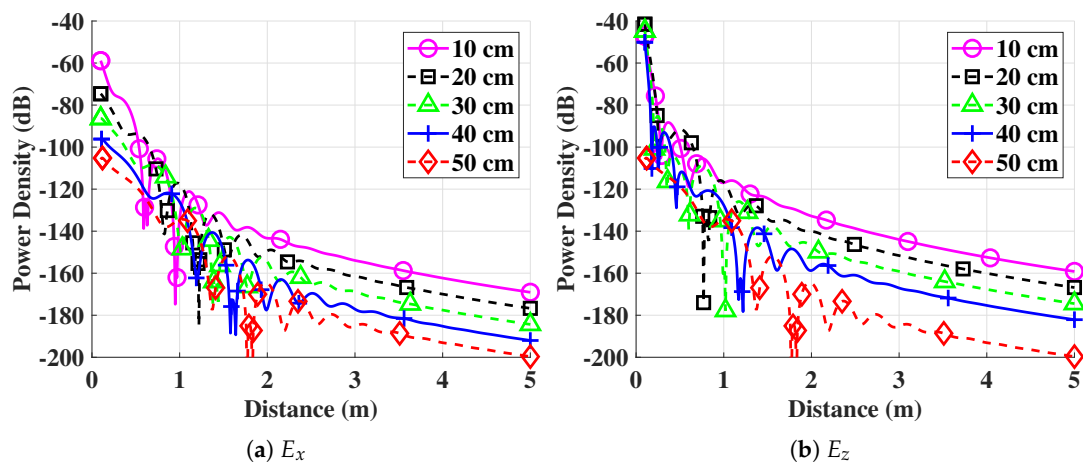 -40
-60
-80
-100
-120
-140
-160
-180
-200
Power Density (dB)
0 1 2 3 4 5
Distance (m)
10 cm
20 cm
30 cm
40 cm
50 cm
(a) Ex
-40
-60
-80
-100
-120
-140
-160
-180
-200
Power Density (dB)
0 1 2 3 4 5
Distance (m)
10 cm
20 cm
30 cm
40 cm
50 cm
(b) Ez